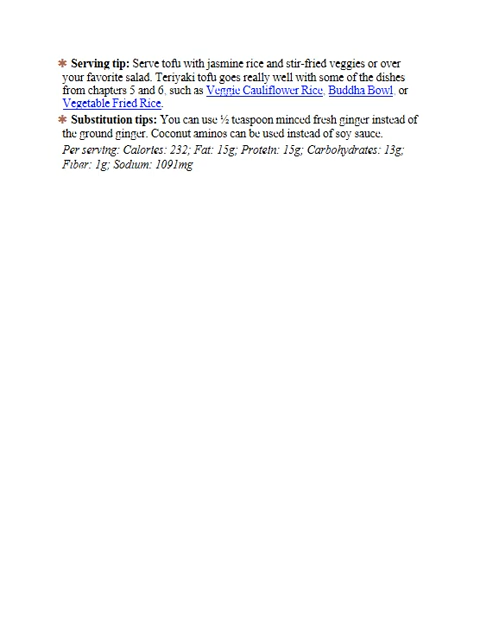 ✱ Serving tip: Serve tofu with jasmine rice and stir-fried veggies or over
your favorite salad. Teriyaki tofu goes really well with some of the dishes
from chapters 5 and 6, such as Veggie Cauliflower Rice, Buddha Bowl, or
Vegetable Fried Rice.
✱ Substitution tips: You can use ½ teaspoon minced fresh ginger instead of
the ground ginger. Coconut aminos can be used instead of soy sauce.
Per serving: Calories: 232; Fat: 15g; Protein: 15g; Carbohydrates: 13g;
Fibar: 1g; Sodium: 1091mg